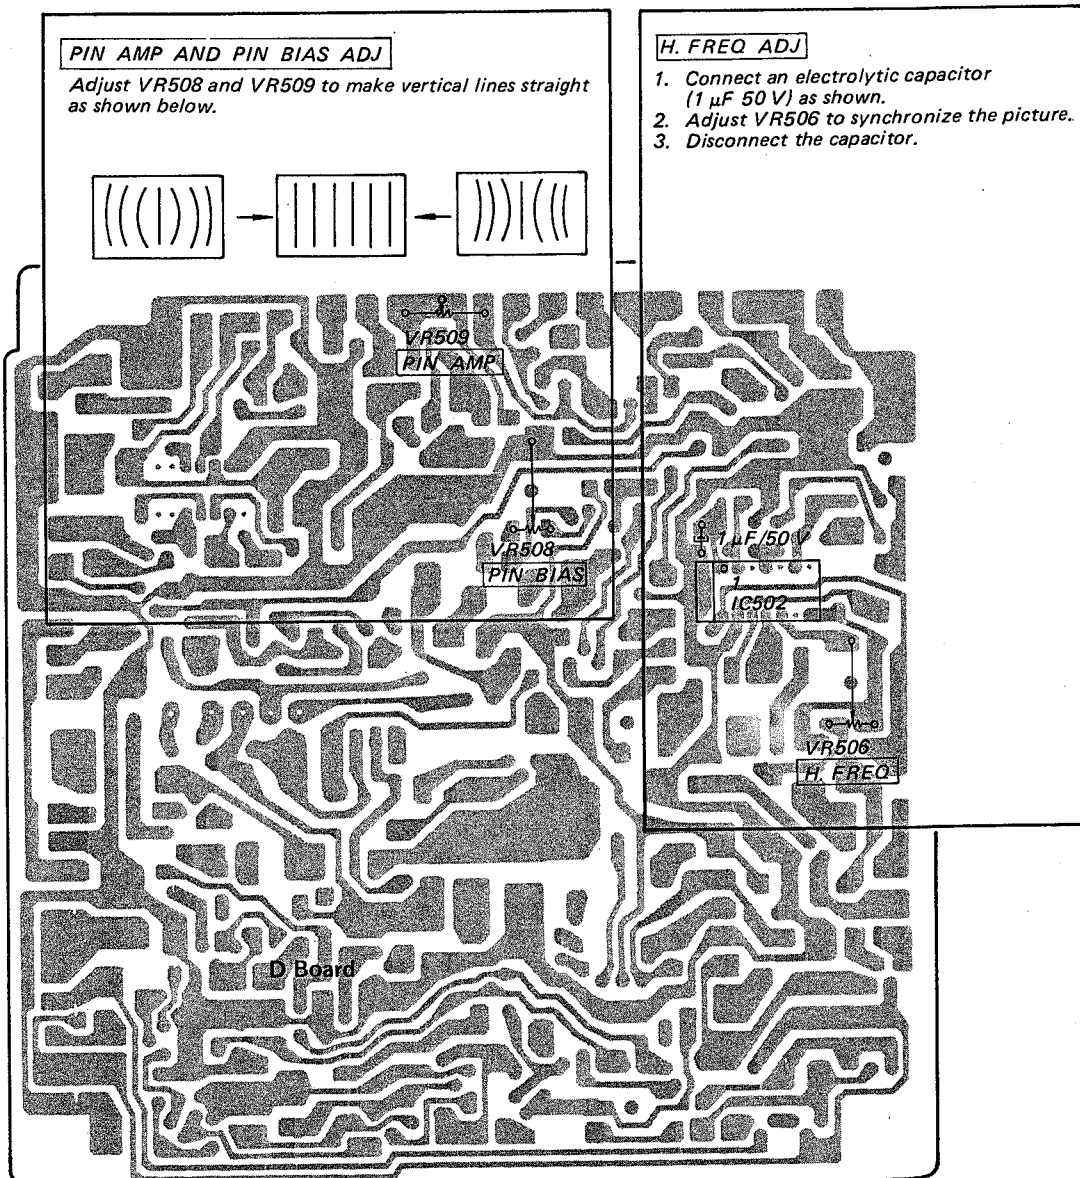 PIN AMP AND PIN BIAS ADJ
Adjust VR508 and VR509 to make vertical lines straight
as shown below.
H. FREQ ADJ
1. Connect an electrolytic capacitor
(1 μF 50 V) as shown.
2. Adjust VR506 to synchronize the picture.
3. Disconnect the capacitor.
VR509
PIN AMP
VR508
PIN BIAS
1 μF/50 V
1
IC502
VR506
H. FREQ
D Board